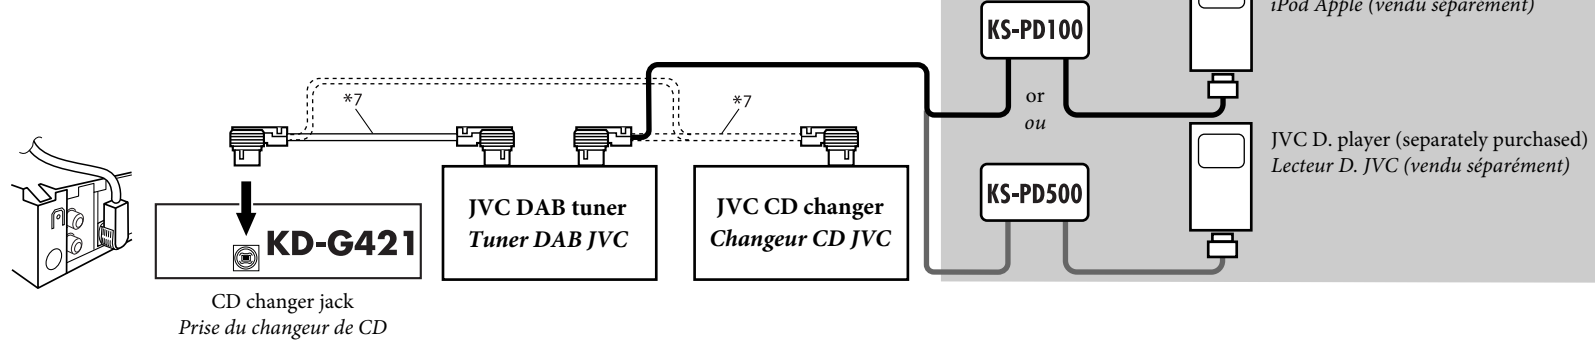 iPod Apple (vendu séparément)
KS-PD100
*7
*7
or
ou
JVC D. player (separately purchased)
Lecteur D. JVC (vendu séparément)
KS-PD500
JVC DAB tuner
Tuner DAB JVC
JVC CD changer
Changeur CD JVC
KD-G421
CD changer jack
Prise du changeur de CD